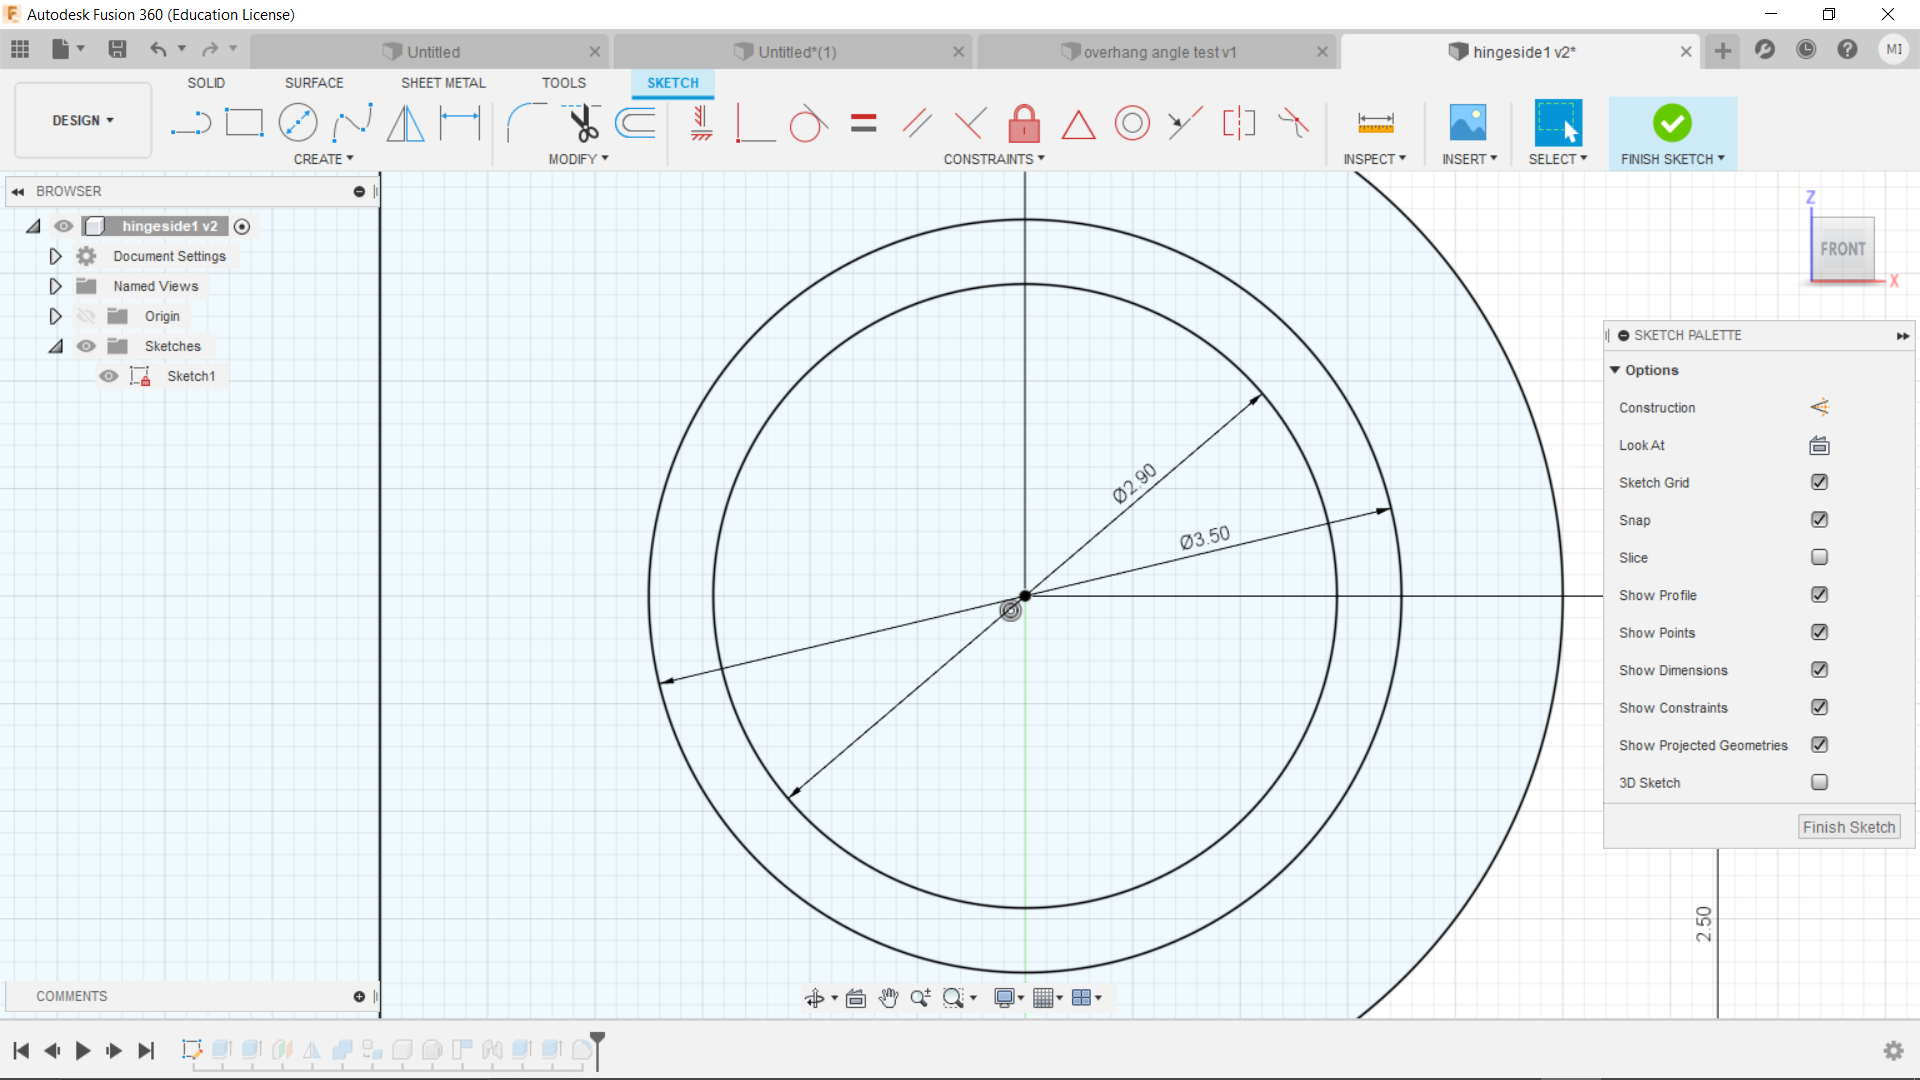 Autodesk Fusion 360 (Education License)
Untitled
Untitled*(1)
overhang angle test v1
hingeside1 v2*
MI
SOLID
SURFACE
SHEET METAL
TOOLS
SKETCH
DESIGN
CREATE
MODIFY
CONSTRAINTS
INSPECT
INSERT
SELECT
FINISH SKETCH
BROWSER
hingeside1 v2
Document Settings
Named Views
Origin
Sketches
Sketch1
Z
FRONT
X
SKETCH PALETTE
Options
Construction
Look At
Sketch Grid
Snap
Slice
Show Profile
Show Points
Show Dimensions
Show Constraints
Show Projected Geometries
3D Sketch
Finish Sketch
Ø2.90
Ø3.50
2.50
COMMENTS